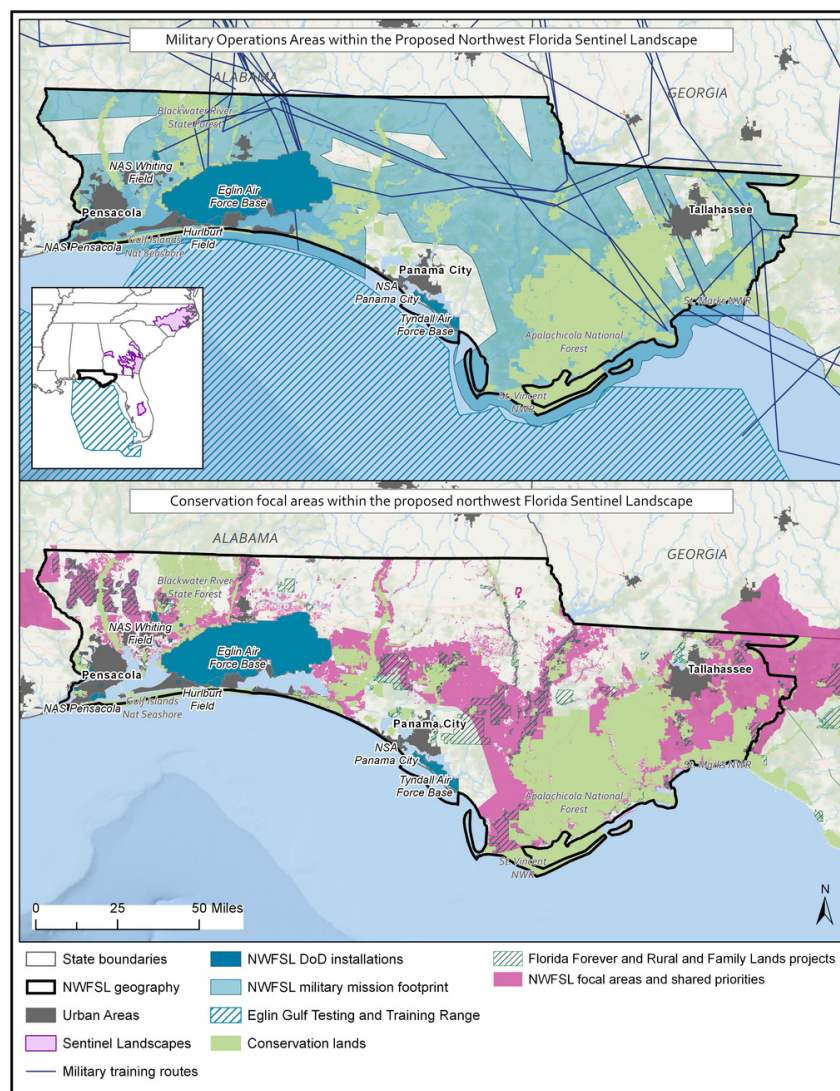 Military Operations Areas within the Proposed Northwest Florida Sentinel Landscape
ALABAMA
GEORGIA
Blackwater River
State Forest
NAS Whiting
Field
Eglin Air
Force Base
Pensacola
Tallahassee
NAS Pensacola
Gulf Islands
Nat Seashore
Hurlburt
Field
Panama City
NSA
Panama City
Tyndall Air
Force Base
St. Marks NWR
Apalachicola National
Forest
St. Vincent
NWR
Conservation focal areas within the proposed northwest Florida Sentinel Landscape
ALABAMA
GEORGIA
Blackwater River
State Forest
NAS Whiting
Field
Eglin Air
Force Base
Pensacola
Tallahassee
NAS Pensacola
Gulf Islands
Nat Seashore
Hurlburt
Field
Panama City
NSA
Panama City
Tyndall Air
Force Base
St. Marks NWR
Apalachicola National
Forest
St. Vincent
NWR
0 25 50 Miles
N
State boundaries
NWFSL geography
Urban Areas
Sentinel Landscapes
Military training routes
NWFSL DoD installations
NWFSL military mission footprint
Eglin Gulf Testing and Training Range
Conservation lands
Florida Forever and Rural and Family Lands projects
NWFSL focal areas and shared priorities